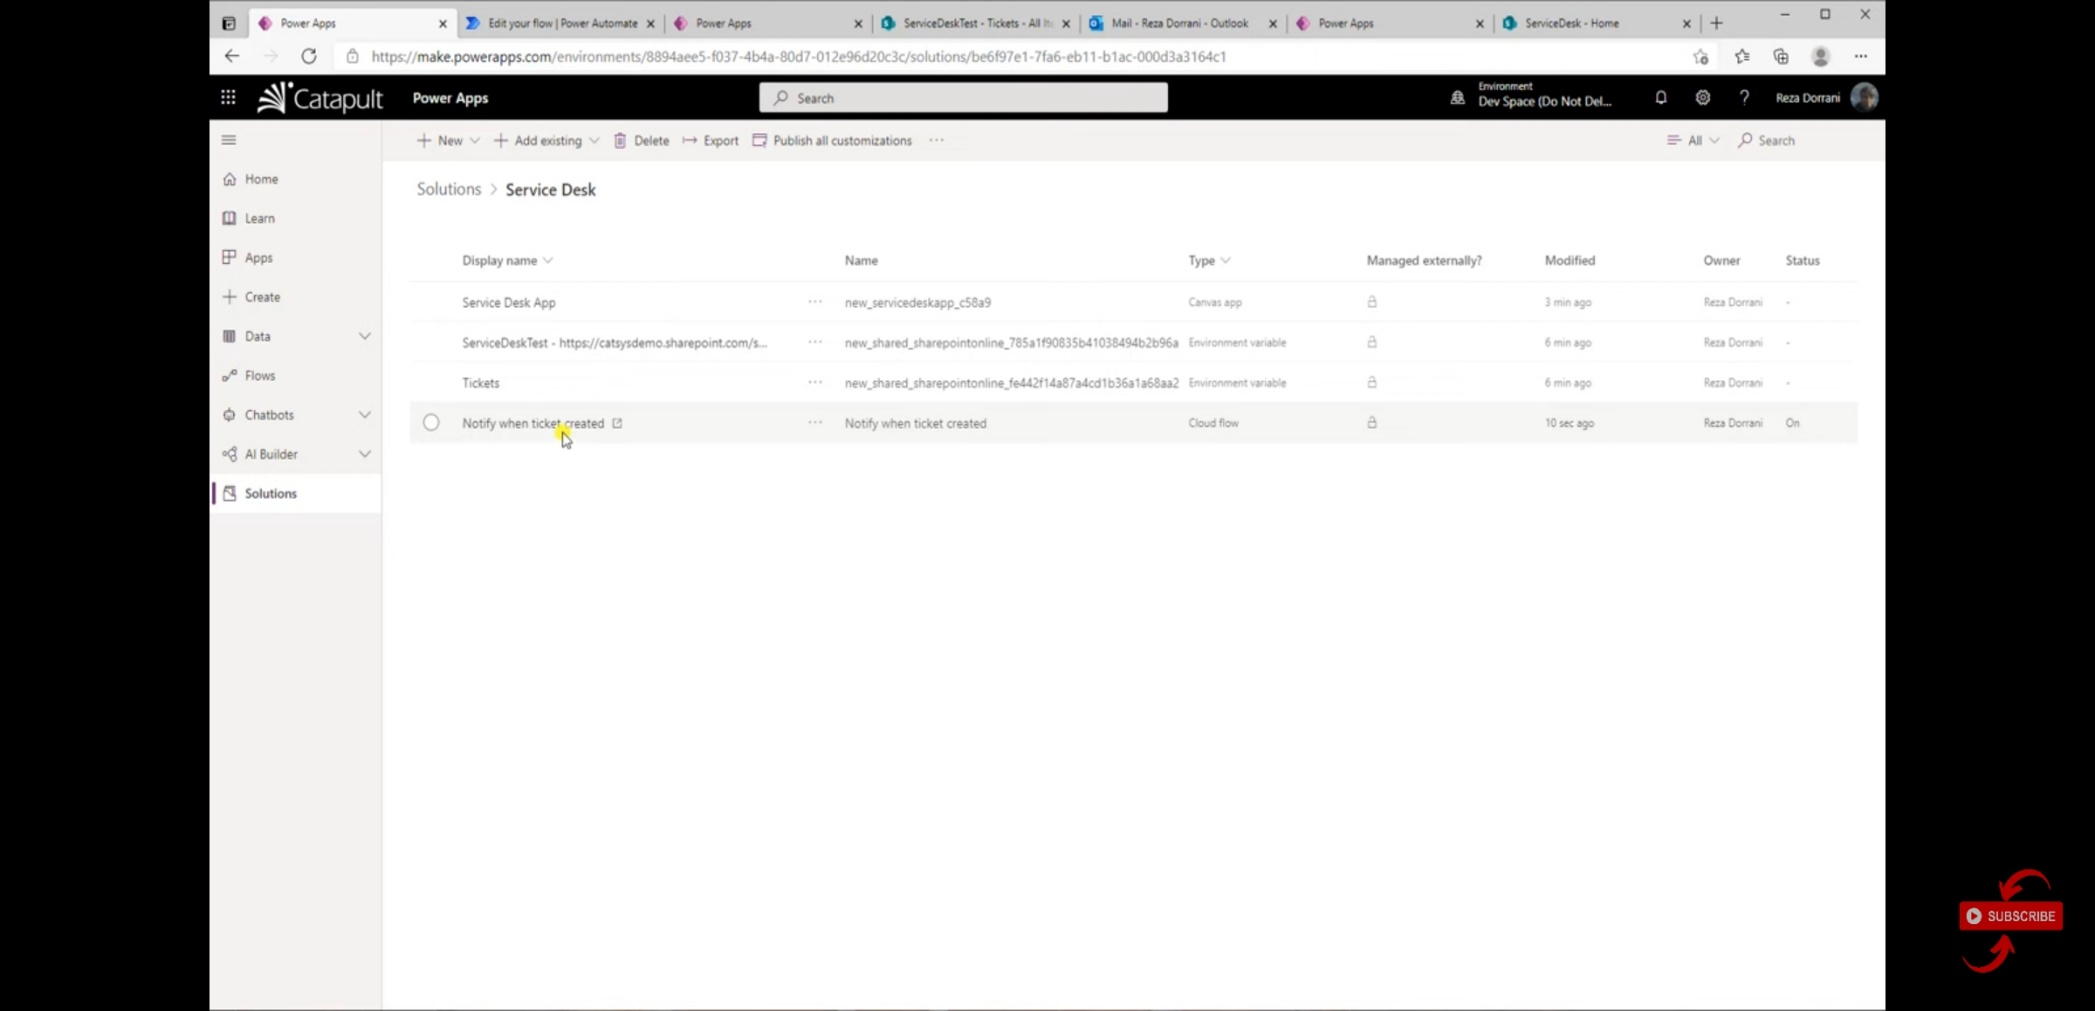 Power Apps
Edit your flow | Power Automate
Power Apps
ServiceDeskTest - Tickets - All Ite
Mail - Reza Dorrani - Outlook
Power Apps
ServiceDesk - Home
https://make.powerapps.com/environments/8894aee5-f037-4b4a-80d7-012e96d20c3c/solutions/be6f97e1-7fa6-eb11-b1ac-000d3a3164c1
Catapult
Power Apps
Search
Environment
Dev Space (Do Not Del...
Reza Dorrani
New
Add existing
Delete
Export
Publish all customizations
All
Search
Home
Learn
Apps
Create
Data
Flows
Chatbots
AI Builder
Solutions
Solutions > Service Desk
Display name Name Type Managed externally? Modified Owner Status
Service Desk App ... new_servicedeskapp_c58a9 Canvas app 3 min ago Reza Dorrani -
ServiceDeskTest - https://catsysdemo.sharepoint.com/s... ... new_shared_sharepointonline_785a1f90835b41038494b2b96a Environment variable 6 min ago Reza Dorrani -
Tickets ... new_shared_sharepointonline_fe442f14a87a4cd1b36a1a68aa2 Environment variable 6 min ago Reza Dorrani -
Notify when ticket created ... Notify when ticket created Cloud flow 10 sec ago Reza Dorrani On
SUBSCRIBE